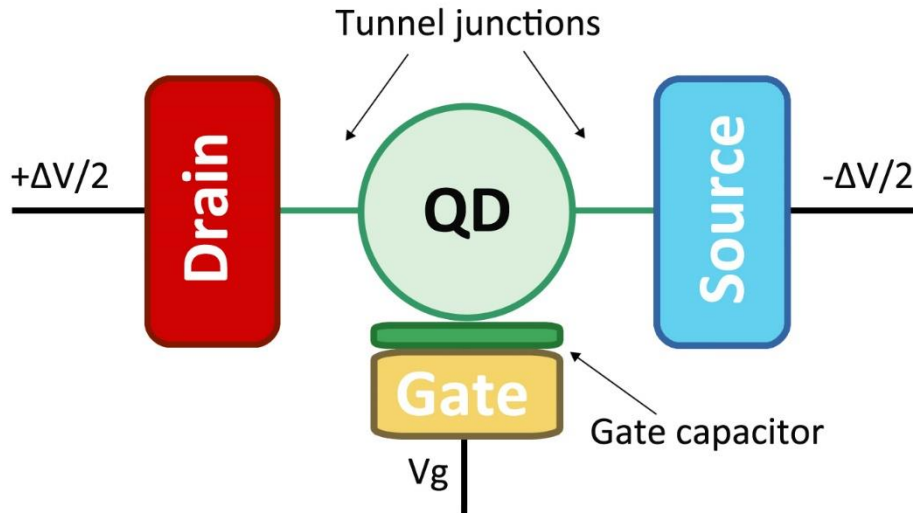 Tunnel junctions
+ΔV/2
Drain
QD
Source
-ΔV/2
Gate
Gate capacitor
Vg